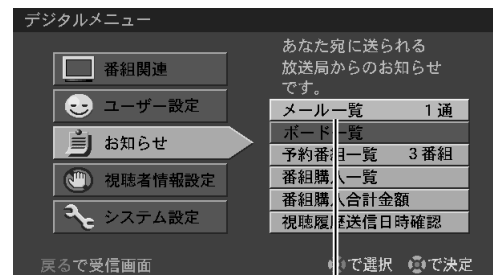 デジタルメニュー
番組関連
ユーザー設定
お知らせ
視聴者情報設定
システム設定
あなた宛に送られる
放送局からのお知らせ
です。
メール一覧 1通
ボード一覧
予約番組一覧 3番組
番組購入一覧
番組購入合計金額
視聴履歴送信日時確認
戻るで受信画面
で選択 で決定